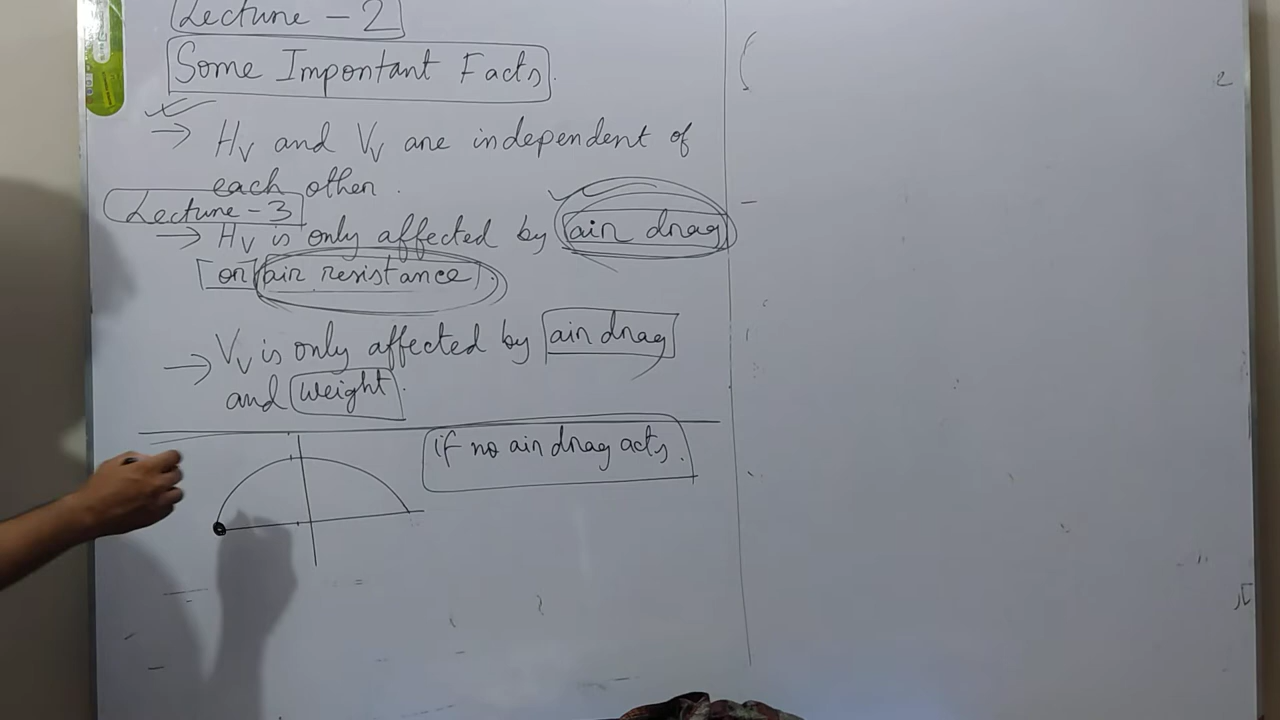 Lecture - 2
Some Important Facts.
→ Hv and Vv are independent of
each other.
Lecture - 3
→ Hv is only affected by air drag
or air resistance.
→ Vv is only affected by air drag
and weight.
if no air drag acts.
2